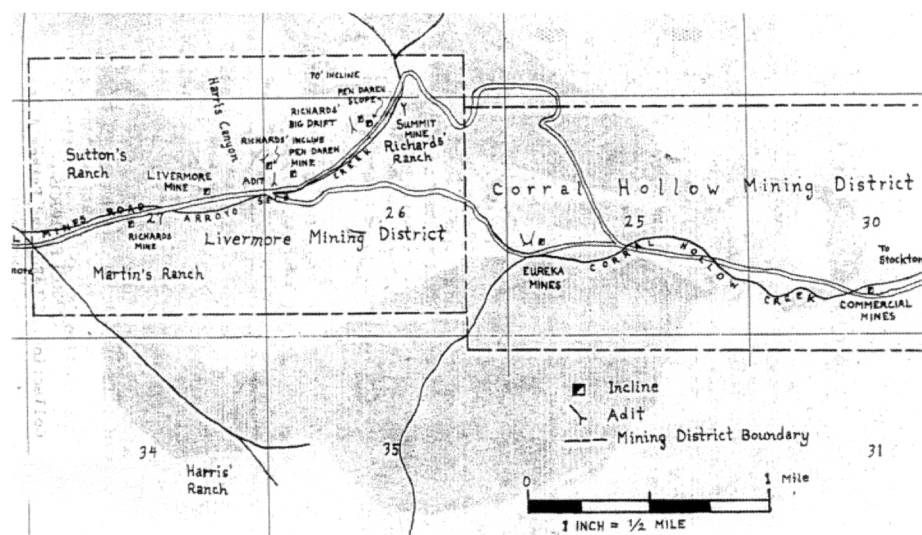 70' INCLINE
PEN DAREN
SLOPE
RICHARDS'
BIG DRIFT
Harris Canyon
SUMMIT
MINE
Richards'
Ranch
RICHARDS' INCLINE
PEN DAREN
MINE
Sutton's
Ranch
LIVERMORE
MINE
ADIT
CREEK
Corral Hollow Mining District
MINES ROAD
27
ARROYO SECO
26
25
30
RICHARDS
MINE
Livermore Mining District
To
Stockton
Martin's Ranch
EUREKA
MINES
CORRAL HOLLOW CREEK
COMMERCIAL
MINES
Incline
Adit
Mining District Boundary
34
35
31
Harris'
Ranch
0 1 Mile
1 INCH = 1/2 MILE